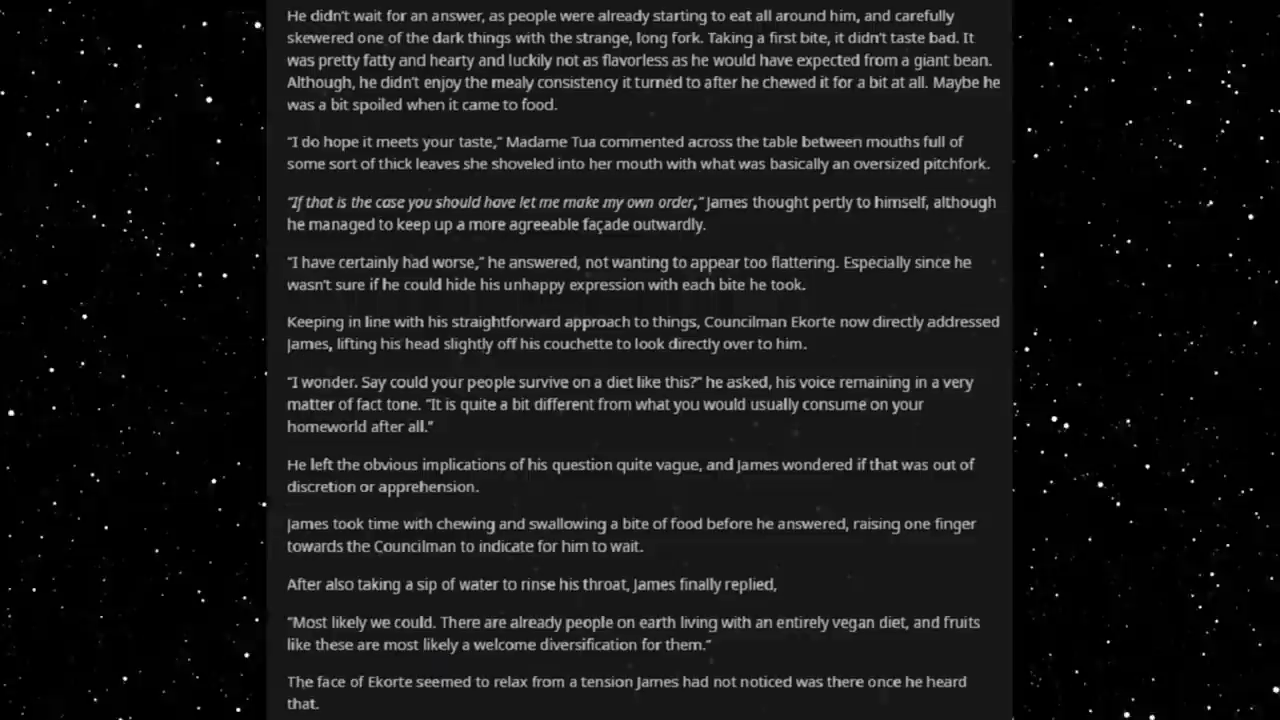 He didn't wait for an answer, as people were already starting to eat all around him, and carefully
skewered one of the dark things with the strange, long fork. Taking a first bite, it didn't taste bad. It
was pretty fatty and hearty and luckily not as flavorless as he would have expected from a giant bean.
Although, he didn't enjoy the mealy consistency it turned to after he chewed it for a bit at all. Maybe he
was a bit spoiled when it came to food.
"I do hope it meets your taste," Madame Tua commented across the table between mouths full of
some sort of thick leaves she shoveled into her mouth with what was basically an oversized pitchfork.
"If that is the case you should have let me make my own order," James thought pertly to himself, although
he managed to keep up a more agreeable façade outwardly.
"I have certainly had worse," he answered, not wanting to appear too flattering. Especially since he
wasn't sure if he could hide his unhappy expression with each bite he took.
Keeping in line with his straightforward approach to things, Councilman Ekorte now directly addressed
James, lifting his head slightly off his couchette to look directly over to him.
"I wonder. Say could your people survive on a diet like this?" he asked, his voice remaining in a very
matter of fact tone. "It is quite a bit different from what you would usually consume on your
homeworld after all."
He left the obvious implications of his question quite vague, and James wondered if that was out of
discretion or apprehension.
James took time with chewing and swallowing a bite of food before he answered, raising one finger
towards the Councilman to indicate for him to wait.
After also taking a sip of water to rinse his throat, James finally replied,
"Most likely we could. There are already people on earth living with an entirely vegan diet, and fruits
like these are most likely a welcome diversification for them."
The face of Ekorte seemed to relax from a tension James had not noticed was there once he heard
that.